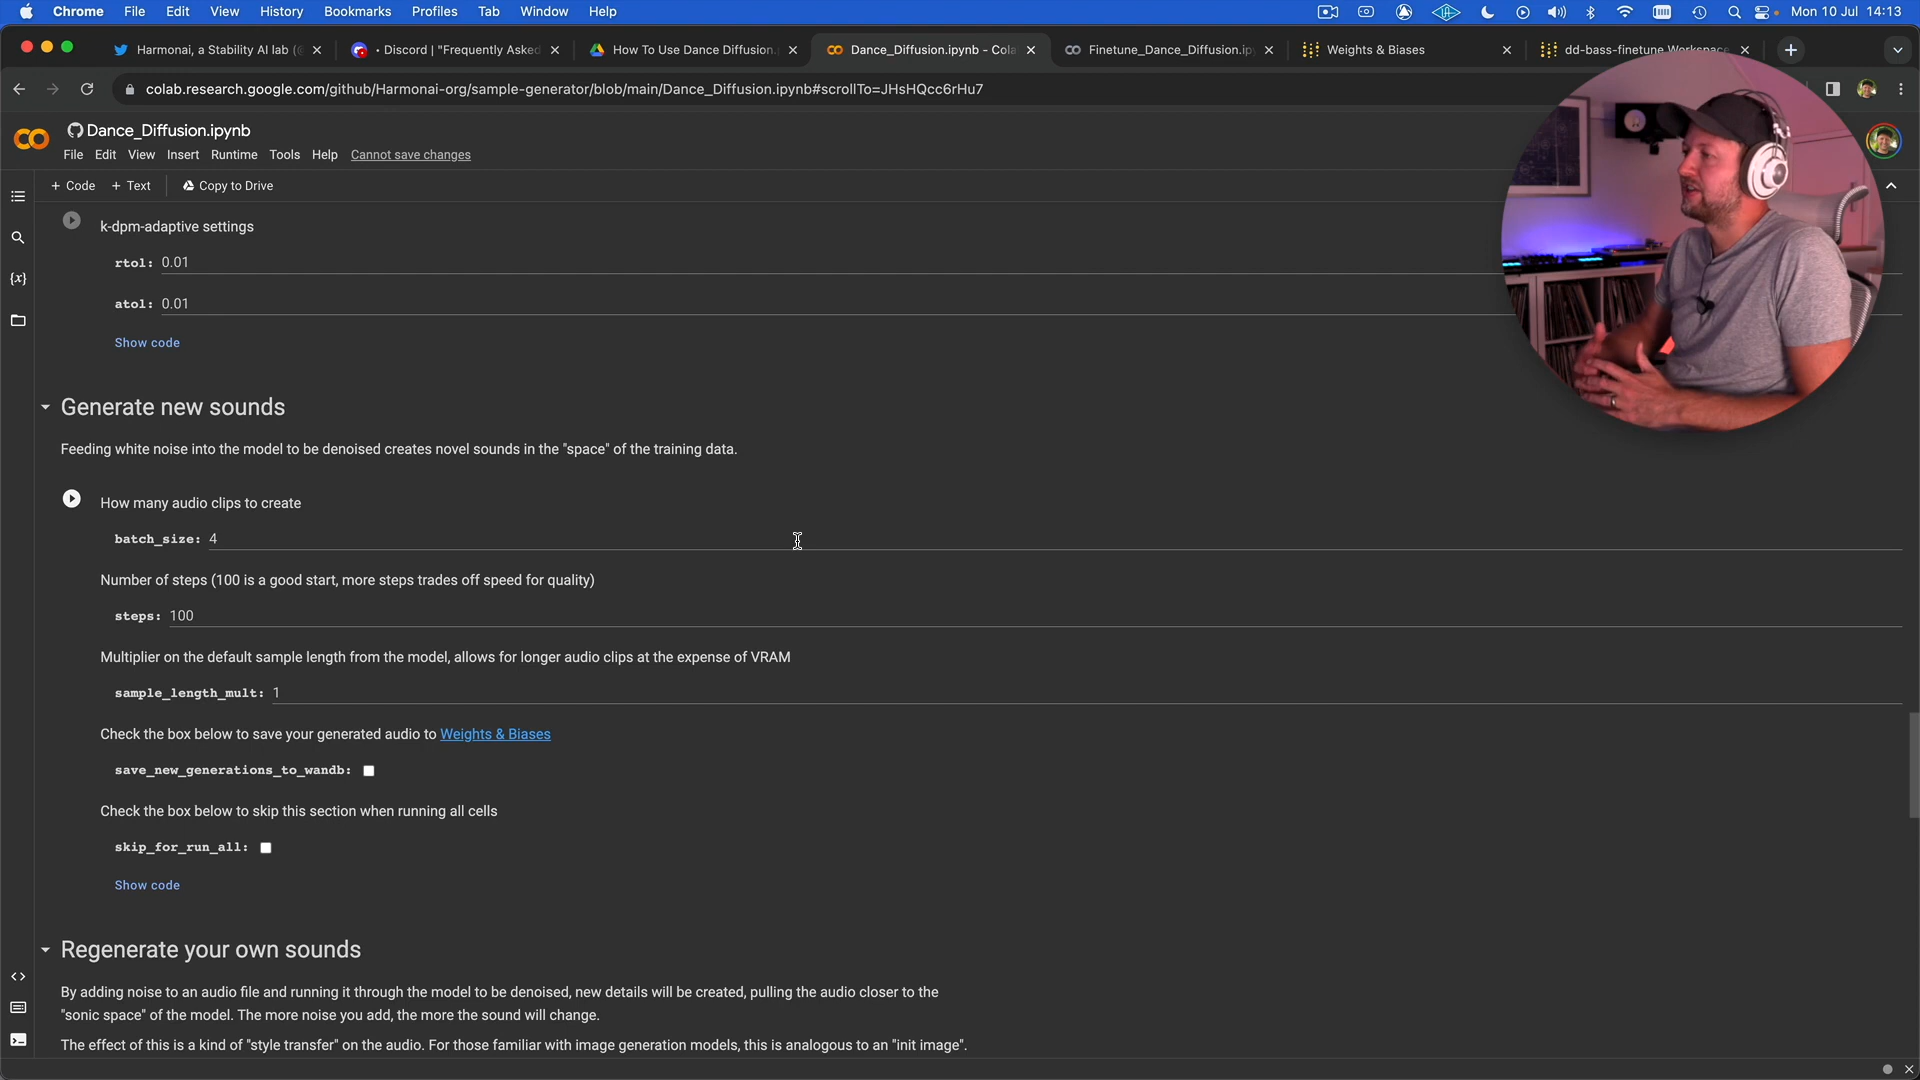 Chrome File Edit View History Bookmarks Profiles Tab Window Help Mon 10 Jul 14:13
Harmonai, a Stability AI lab (@ • Discord | "Frequently Asked How To Use Dance Diffusion. Dance_Diffusion.ipynb - Cola Finetune_Dance_Diffusion.ipy Weights & Biases dd-bass-finetune Workspace
colab.research.google.com/github/Harmonai-org/sample-generator/blob/main/Dance_Diffusion.ipynb#scrollTo=JHsHQcc6rHu7
Dance_Diffusion.ipynb
File Edit View Insert Runtime Tools Help Cannot save changes
+ Code + Text Copy to Drive
k-dpm-adaptive settings
rtol: 0.01
atol: 0.01
Show code
Generate new sounds
Feeding white noise into the model to be denoised creates novel sounds in the "space" of the training data.
How many audio clips to create
batch_size: 4
Number of steps (100 is a good start, more steps trades off speed for quality)
steps: 100
Multiplier on the default sample length from the model, allows for longer audio clips at the expense of VRAM
sample_length_mult: 1
Check the box below to save your generated audio to Weights & Biases
save_new_generations_to_wandb:
Check the box below to skip this section when running all cells
skip_for_run_all:
Show code
Regenerate your own sounds
By adding noise to an audio file and running it through the model to be denoised, new details will be created, pulling the audio closer to the
"sonic space" of the model. The more noise you add, the more the sound will change.
The effect of this is a kind of "style transfer" on the audio. For those familiar with image generation models, this is analogous to an "init image".